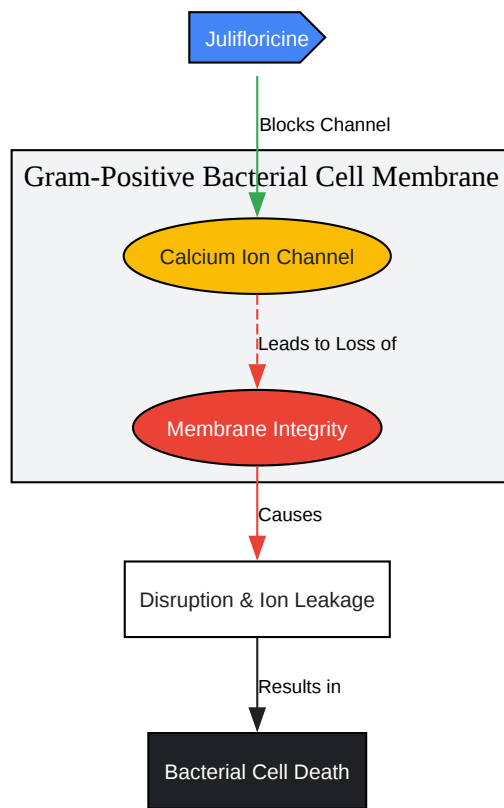 Julifloricine
Blocks Channel
Gram-Positive Bacterial Cell Membrane
Calcium Ion Channel
Leads to Loss of
Membrane Integrity
Causes
Disruption & Ion Leakage
Results in
Bacterial Cell Death